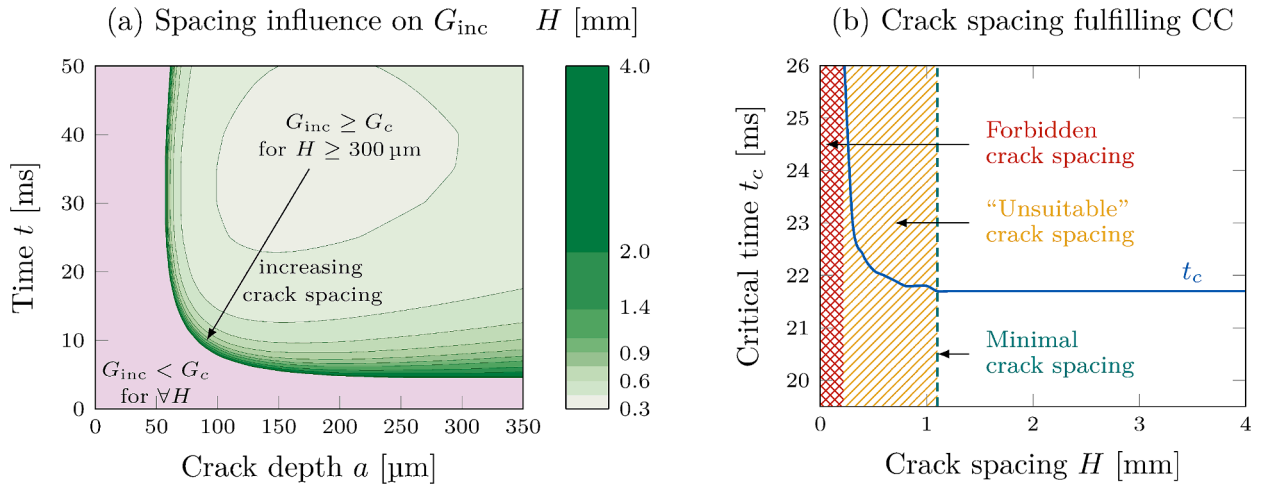 (a) Spacing influence on G_inc
H [mm]
50
40
30
20
10
0
Time t [ms]
0
50
100
150
200
250
300
350
Crack depth a [µm]
G_inc ≥ G_c
for H ≥ 300 µm
increasing
crack spacing
G_inc < G_c
for ∀H
4.0
2.0
1.4
0.9
0.6
0.3
(b) Crack spacing fulfilling CC
26
25
24
23
22
21
20
Critical time t_c [ms]
0
1
2
3
4
Crack spacing H [mm]
Forbidden
crack spacing
“Unsuitable”
crack spacing
t_c
Minimal
crack spacing